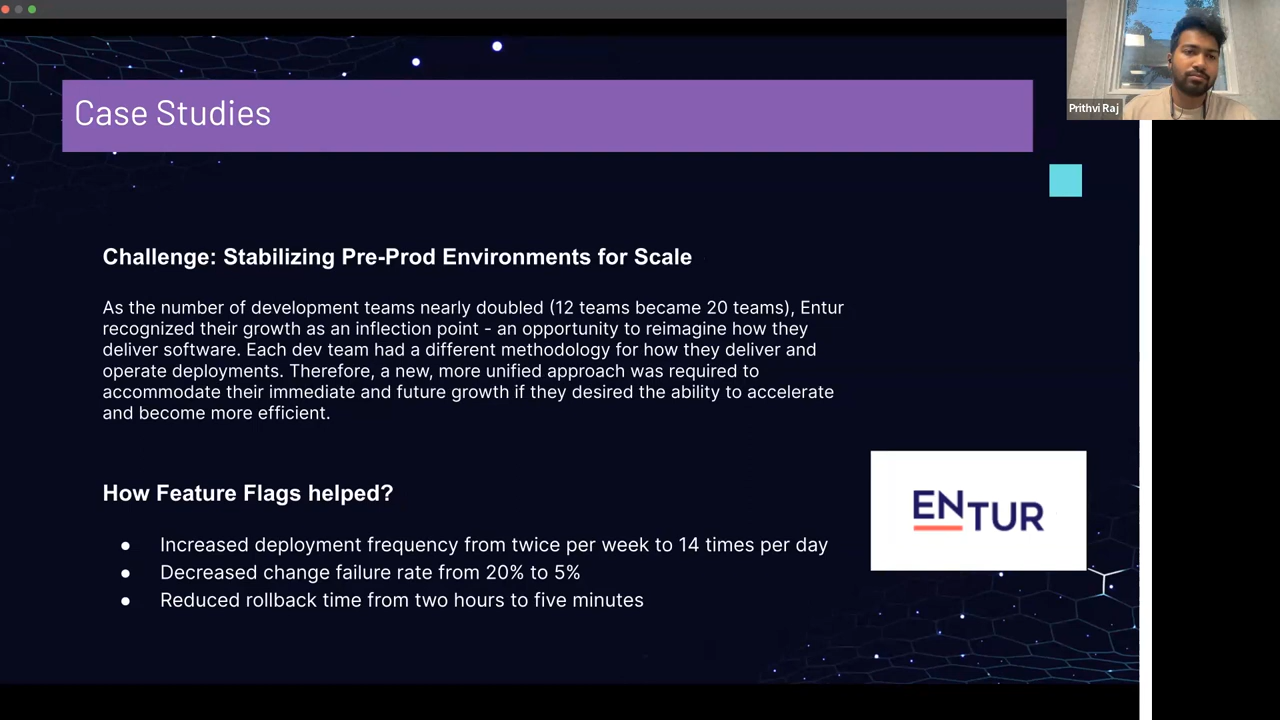 Case Studies
Prithvi Raj
Challenge: Stabilizing Pre-Prod Environments for Scale
As the number of development teams nearly doubled (12 teams became 20 teams), Entur
recognized their growth as an inflection point - an opportunity to reimagine how they
deliver software. Each dev team had a different methodology for how they deliver and
operate deployments. Therefore, a new, more unified approach was required to
accommodate their immediate and future growth if they desired the ability to accelerate
and become more efficient.
How Feature Flags helped?
● Increased deployment frequency from twice per week to 14 times per day
● Decreased change failure rate from 20% to 5%
● Reduced rollback time from two hours to five minutes
ENTUR